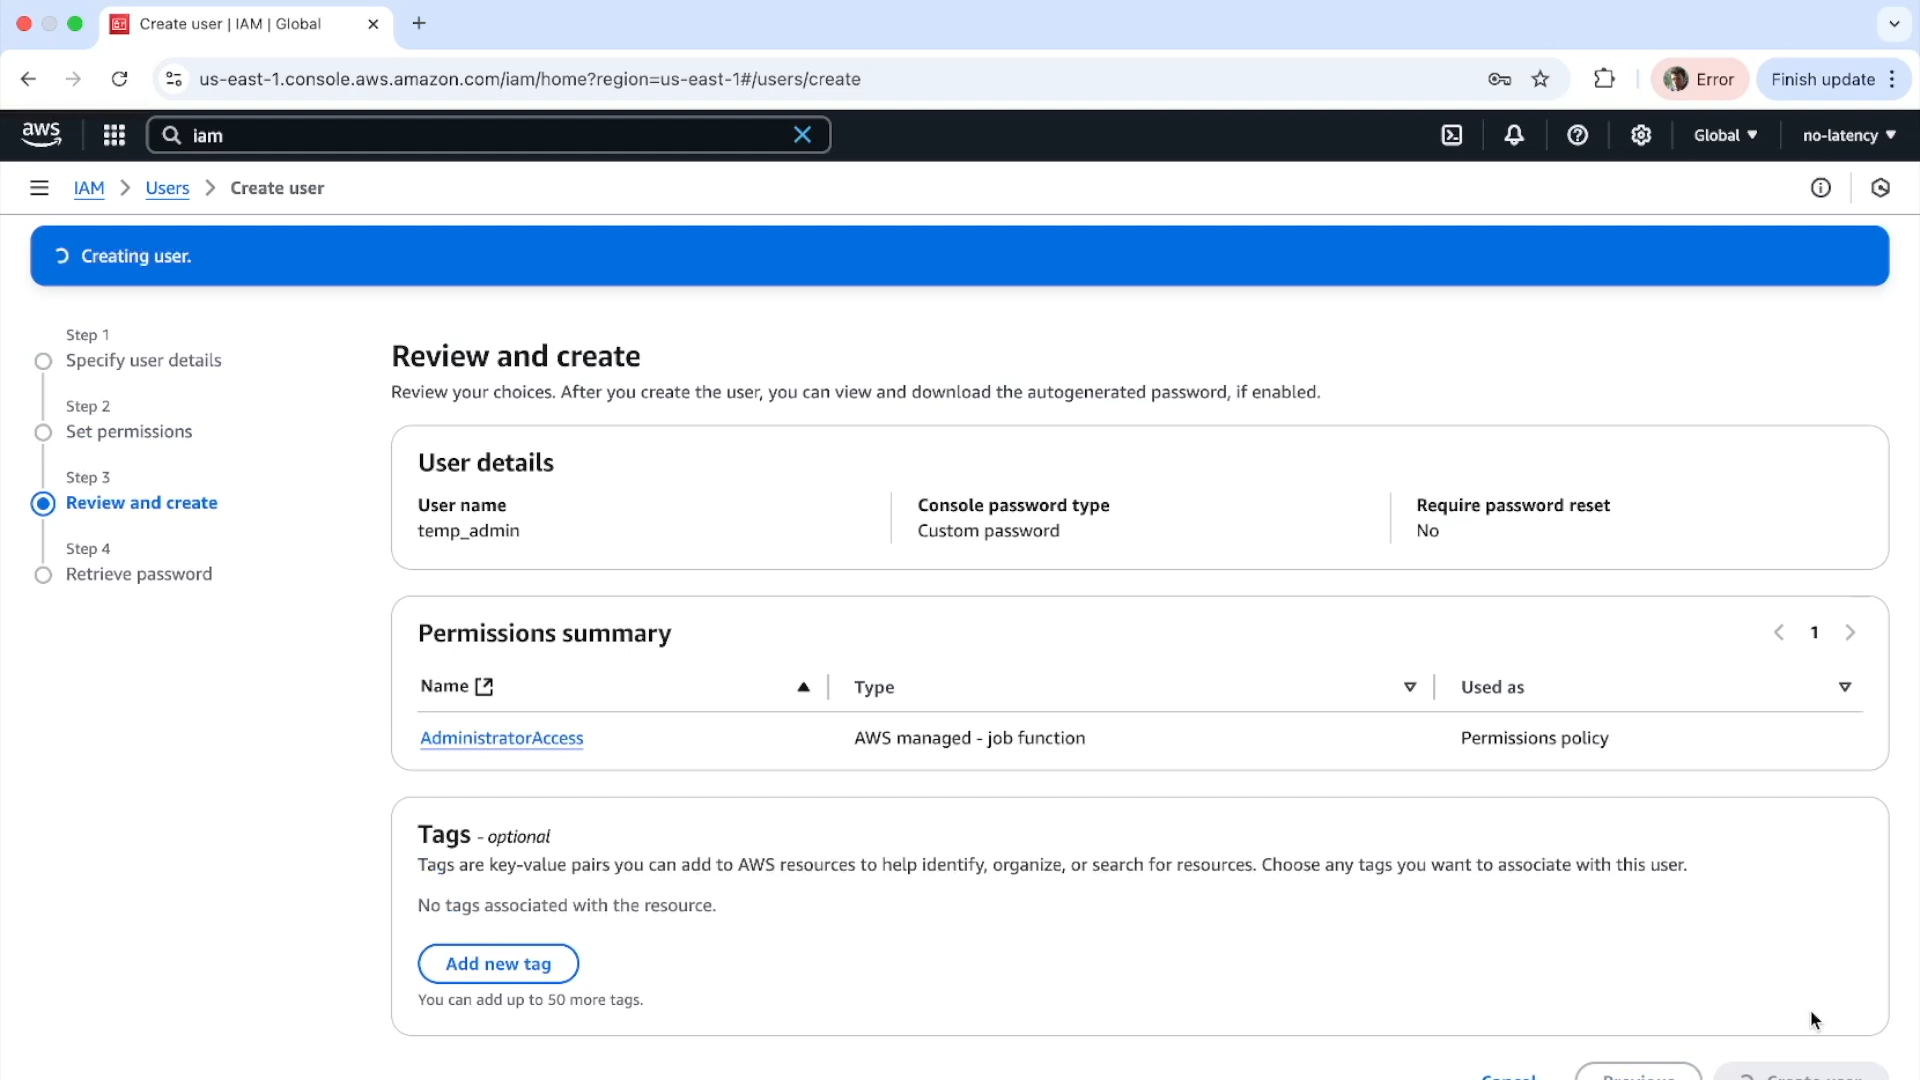 Create user | IAM | Global
us-east-1.console.aws.amazon.com/iam/home?region=us-east-1#/users/create
Error
Finish update
aws
iam
Global
no-latency
IAM
Users
Create user
Creating user.
Step 1
Specify user details
Step 2
Set permissions
Step 3
Review and create
Step 4
Retrieve password
Review and create
Review your choices. After you create the user, you can view and download the autogenerated password, if enabled.
User details
User name
temp_admin
Console password type
Custom password
Require password reset
No
Permissions summary
1
Name
Type
Used as
AdministratorAccess
AWS managed - job function
Permissions policy
Tags - optional
Tags are key-value pairs you can add to AWS resources to help identify, organize, or search for resources. Choose any tags you want to associate with this user.
No tags associated with the resource.
Add new tag
You can add up to 50 more tags.
Cancel
Previous
Create user